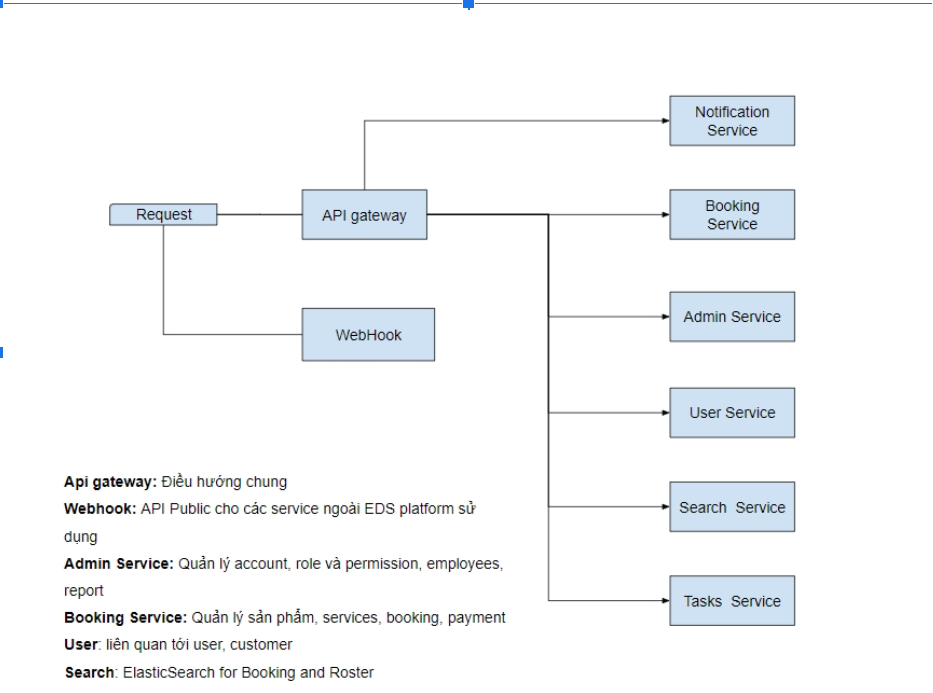 Notification
Service
Request
API gateway
Booking
Service
WebHook
Admin Service
User Service
Search Service
Tasks Service
Api gateway: Điều hướng chung
Webhook: API Public cho các service ngoài EDS platform sử
dụng
Admin Service: Quản lý account, role và permission, employees,
report
Booking Service: Quản lý sản phẩm, services, booking, payment
User: liên quan tới user, customer
Search: ElasticSearch for Booking and Roster